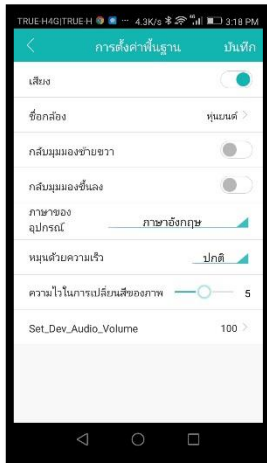 TRUE-H4G|TRUE-H ... 4.3K/s 3:18 PM
การตั้งค่าพื้นฐาน บันทึก
เสียง
ชื่อกล้อง หุ่นยนต์
กลับมุมมองซ้ายขวา
กลับมุมมองขึ้นลง
ภาษาของ
อุปกรณ์ ภาษาอังกฤษ
หมุนด้วยความเร็ว ปกติ
ความไวในการเปลี่ยนสีของภาพ 5
Set_Dev_Audio_Volume 100